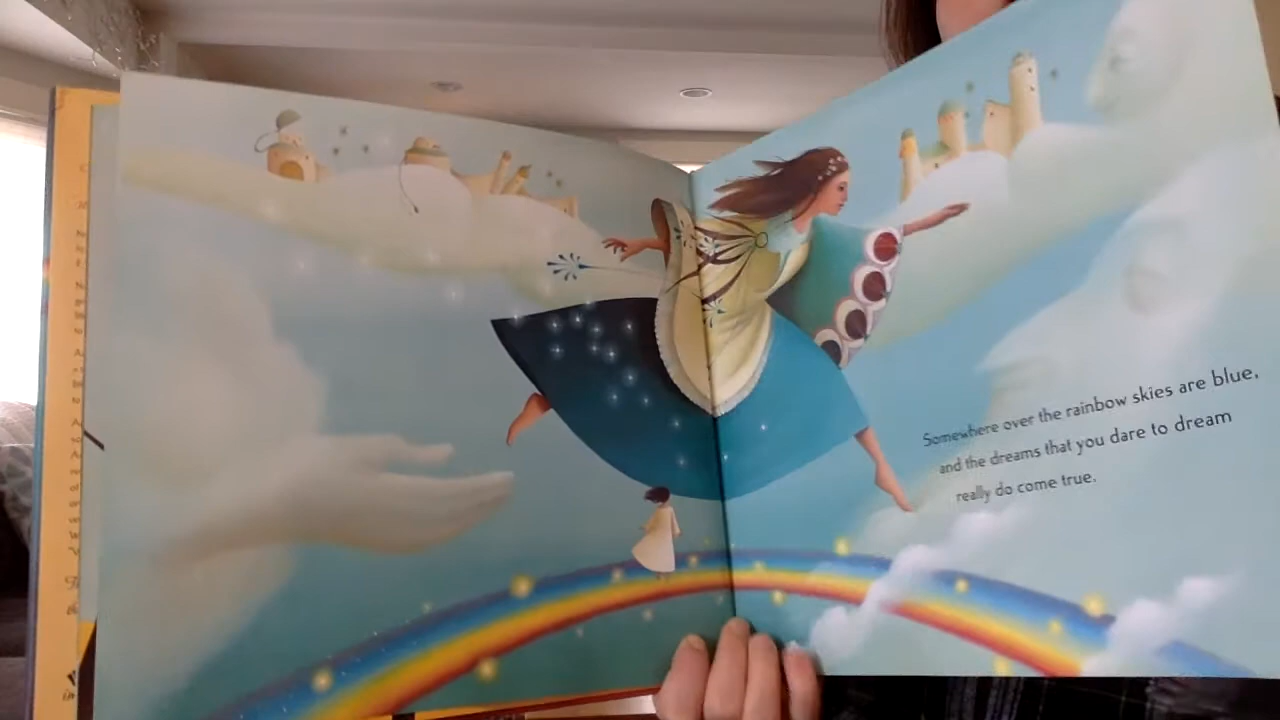 Somewhere over the rainbow skies are blue,
and the dreams that you dare to dream
really do come true.